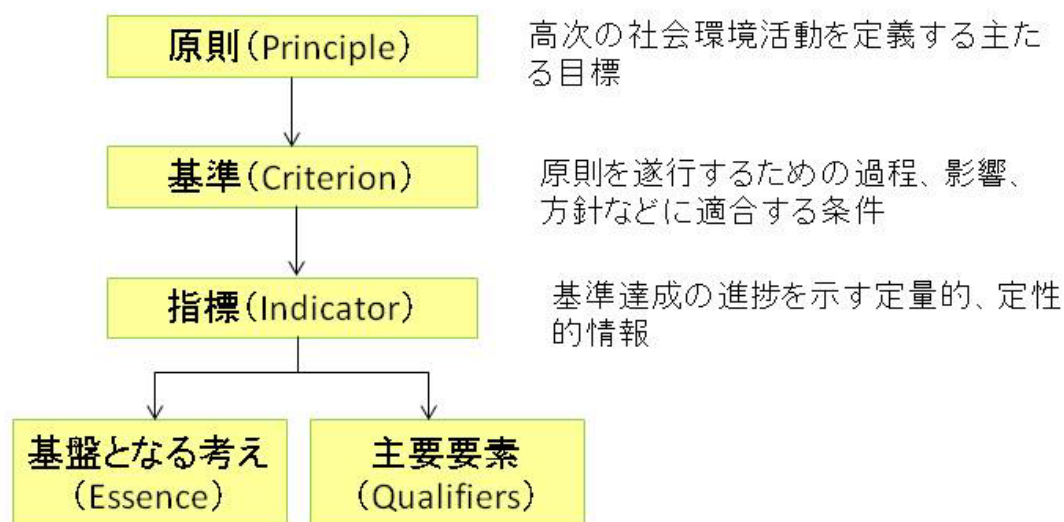 原則(Principle)
高次の社会環境活動を定義する主た
る目標
基準(Criterion)
原則を遂行するための過程、影響、
方針などに適合する条件
指標(Indicator)
基準達成の進捗を示す定量的、定性
的情報
基盤となる考え
(Essence)
主要要素
(Qualifiers)